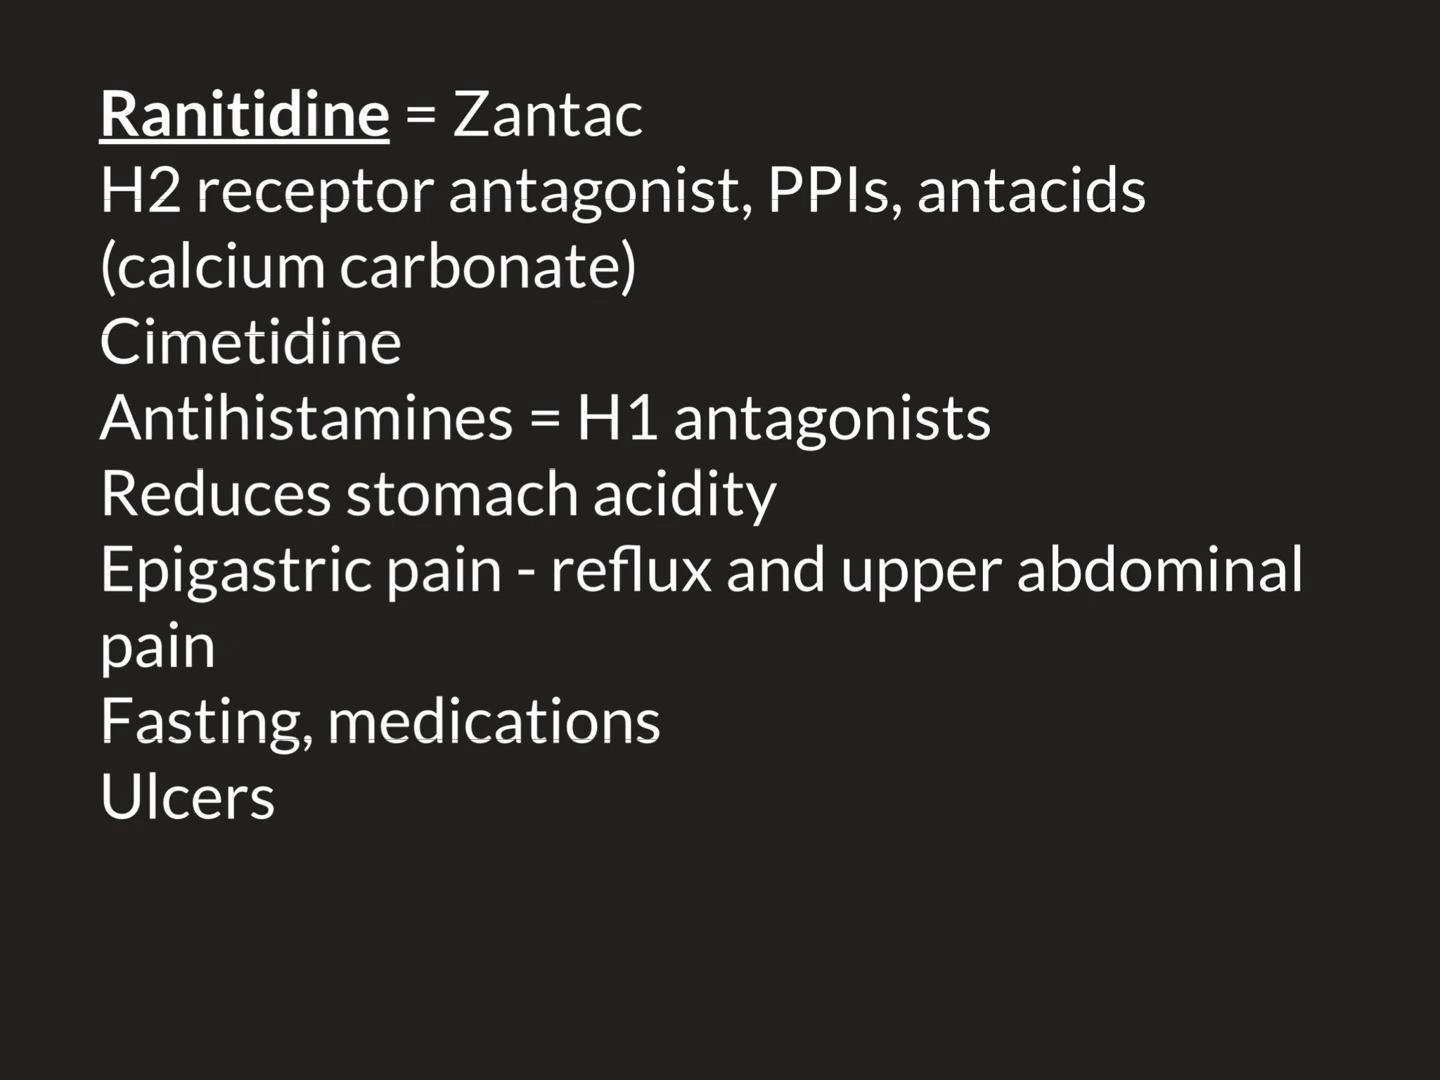 Ranitidine = Zantac
H2 receptor antagonist, PPIs, antacids
(calcium carbonate)
Cimetidine
Antihistamines = H1 antagonists
Reduces stomach acidity
Epigastric pain - reflux and upper abdominal
pain
Fasting, medications
Ulcers